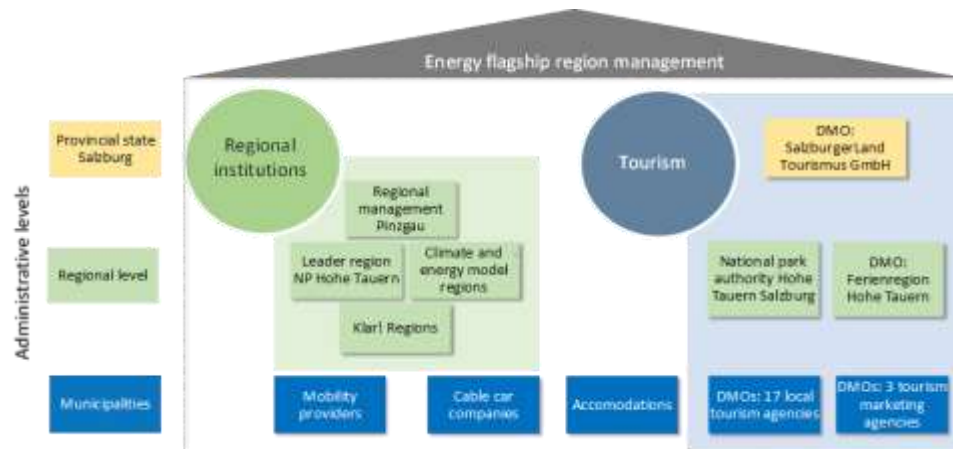 Energy flagship region management
Administrative levels
Provincial state
Salzburg
Regional
institutions
Tourism
DMO:
SalzburgerLand
Tourismus GmbH
Regional
management
Pinzgau
Regional level
Leader region
NP Hohe Tauern
Climate and
energy model
regions
National park
authority Hohe
Tauern Salzburg
DMO:
Ferienregion
Hohe Tauern
Klar! Regions
Municipalities
Mobility
providers
Cable car
companies
Accomodations
DMOs: 17 local
tourism agencies
DMOs: 3 tourism
marketing
agencies